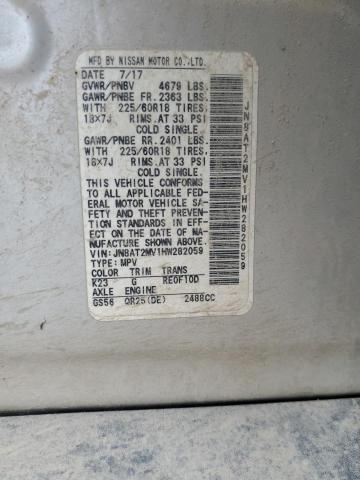 MFD BY NISSAN MOTOR CO.,LTD.
DATE 7/17
GVWR/PNBV 4679 LBS.
GAWR/PNBE FR.2363 LBS.
WITH 225/60R18 TIRES.
18X7J RIMS.AT 33 PSI
COLD SINGLE.
GAWR/PNBE RR.2401 LBS.
WITH 225/60R18 TIRES.
18X7J RIMS.AT 33 PSI
COLD SINGLE.
THIS VEHICLE CONFORMS
TO ALL APPLICABLE FED-
ERAL MOTOR VEHICLE SA-
FETY AND THEFT PREVENTION
STANDARDS IN EFFECT
ON THE DATE OF MA-
NUFACTURE SHOWN ABOVE.
VIN: JN8AT2MV1HW282059
TYPE: MPV
COLOR TRIM TRANS
K23 G RE0F10D
AXLE ENGINE
GS56 QR25(DE) 2488CC
JN8AT2MV1HW282059